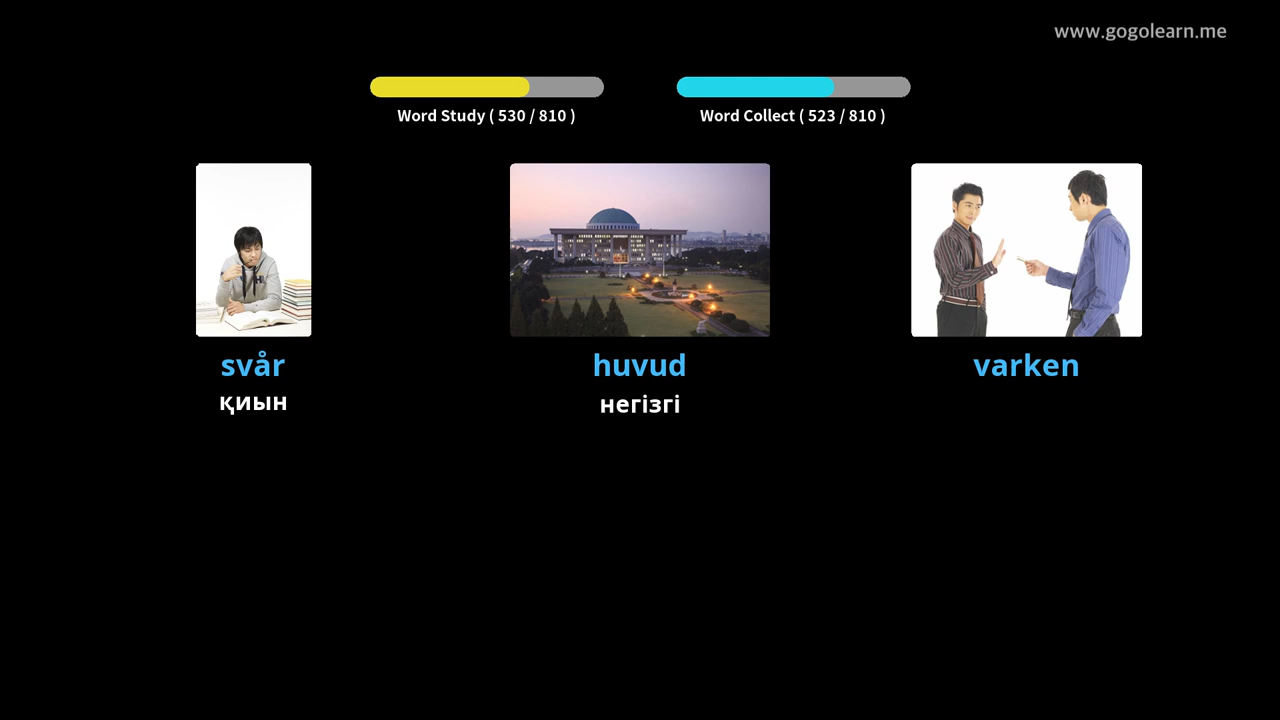 www.gogolearn.me
Word Study ( 530 / 810 )
Word Collect ( 523 / 810 )
svår
huvud
varken
қиын
негізгі